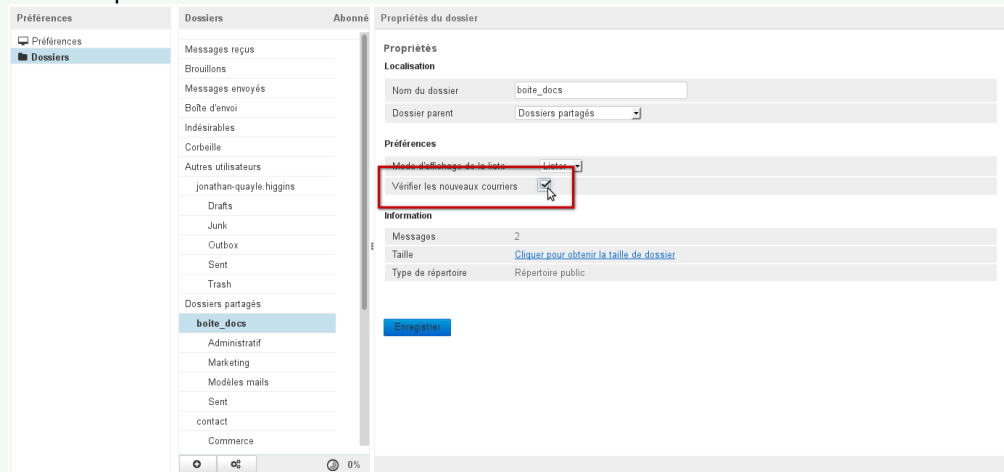 Préférences
Préférences
Dossiers
Dossiers Abonné
Messages reçus
Brouillons
Messages envoyés
Boîte d'envoi
Indésirables
Corbeille
Autres utilisateurs
jonathan-quayle.higgins
Drafts
Junk
Outbox
Sent
Trash
Dossiers partagés
boite_docs
Administratif
Marketing
Modèles mails
Sent
contact
Commerce
0%
Propriétés du dossier
Propriétés
Localisation
Nom du dossier boite_docs
Dossier parent Dossiers partagés
Préférences
Mode d'affichage de la liste Lister
Vérifier les nouveaux courriers
Information
Messages 2
Taille Cliquer pour obtenir la taille de dossier
Type de répertoire Répertoire public
Enregistrer